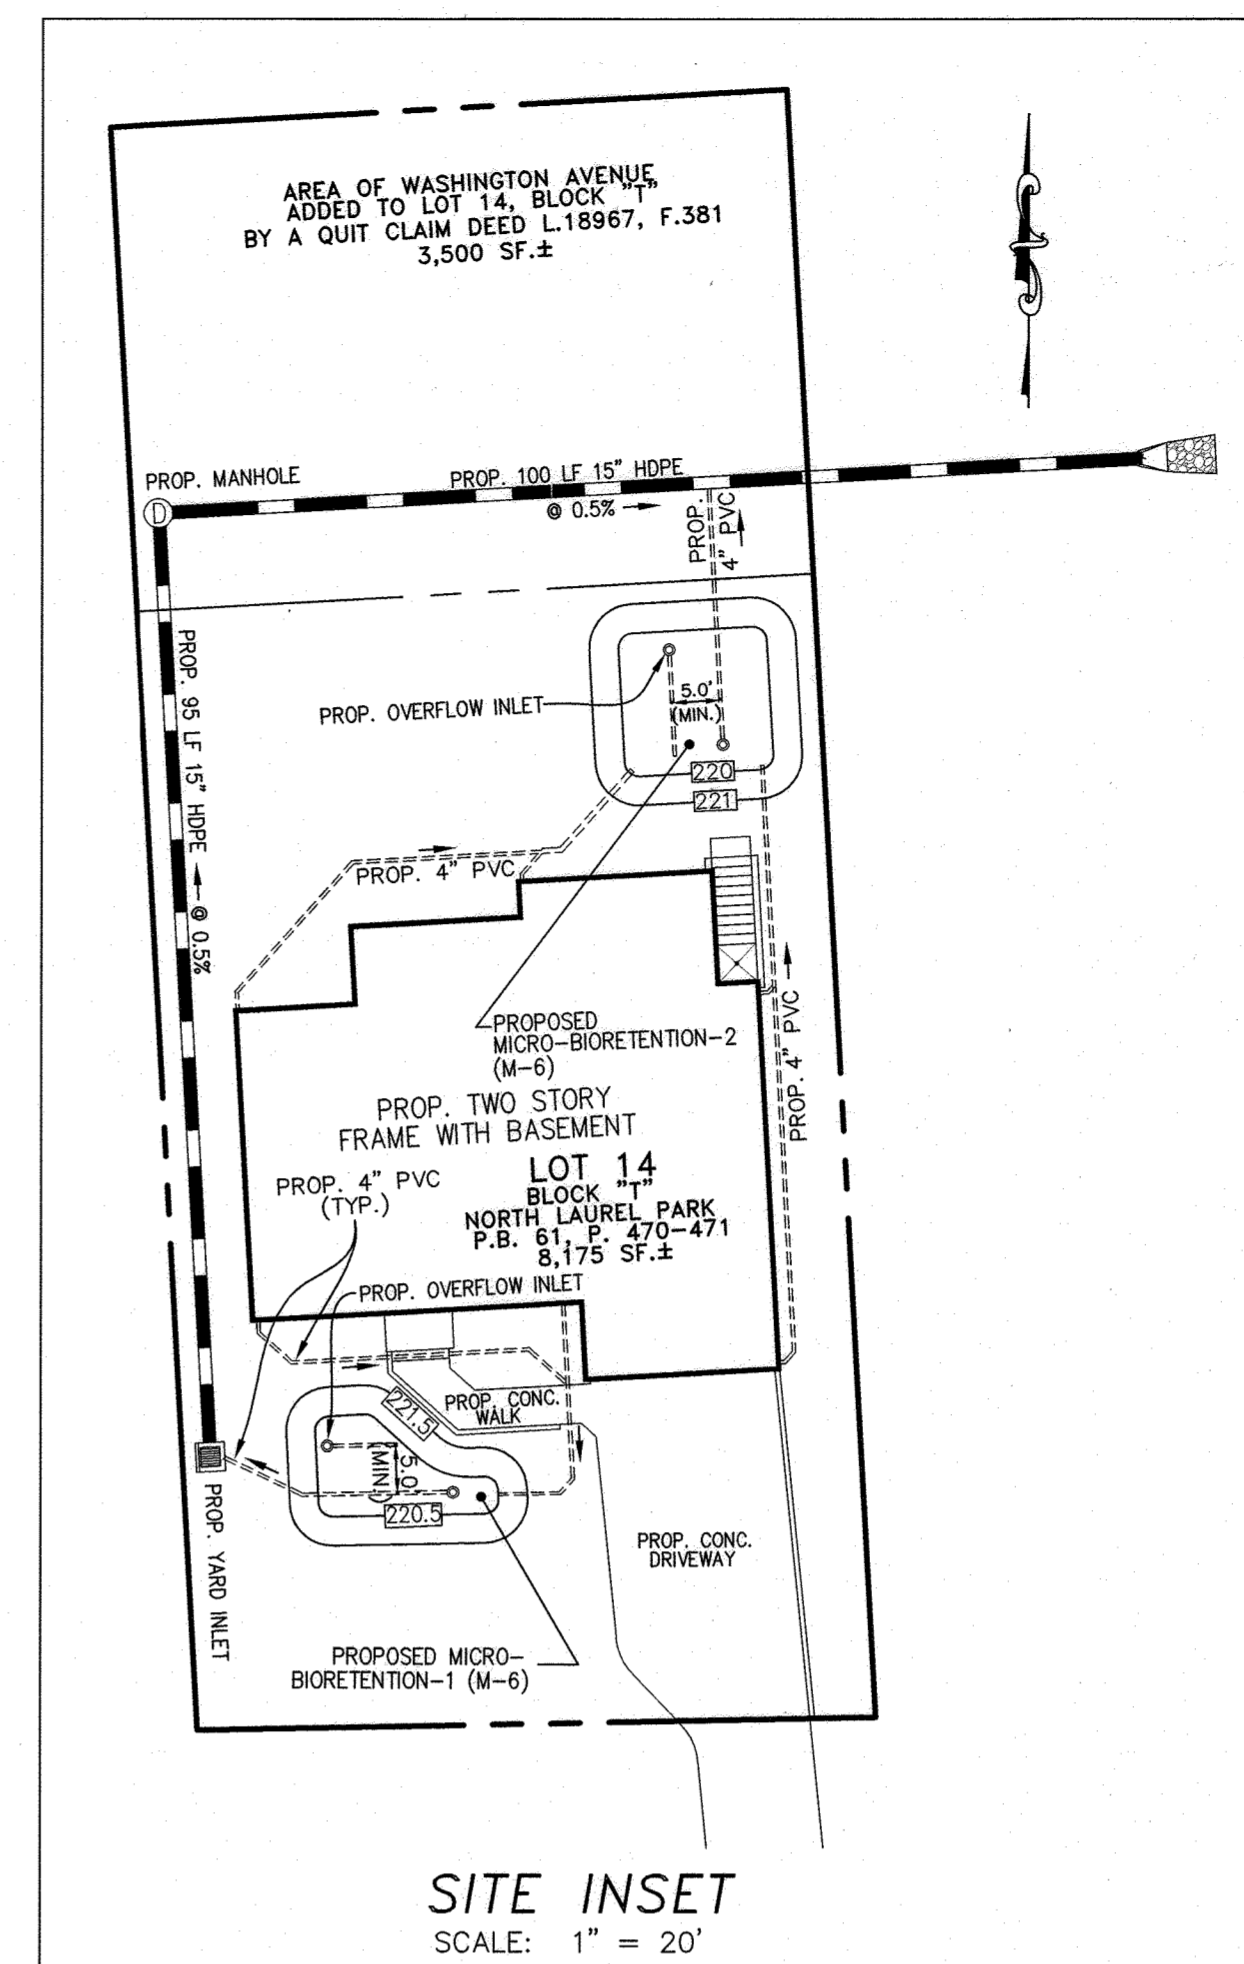 AREA OF WASHINGTON AVENUE
ADDED TO LOT 14, BLOCK "T"
BY A QUIT CLAIM DEED L.18967, F.381
3,500 SF.±
PROP. MANHOLE
PROP. 100 LF 15" HDPE
@ 0.5%
D
PROP.
4" PVC
PROP. 95 LF 15" HDPE
@ 0.5%
PROP. OVERFLOW INLET
5.0'
(MIN.)
220
221
PROP. 4" PVC
PROPOSED
MICRO-BIORETENTION-2
(M-6)
PROP. 4" PVC
PROP. TWO STORY
FRAME WITH BASEMENT
LOT 14
BLOCK "T"
NORTH LAUREL PARK
P.B. 61, P. 470-471
8,175 SF.±
PROP. 4" PVC
(TYP.)
PROP. OVERFLOW INLET
221.5
PROP. CONC.
WALK
5.0'
(MIN.)
220.5
PROP. YARD INLET
PROP. CONC.
DRIVEWAY
PROPOSED MICRO-
BIORETENTION-1 (M-6)
SITE INSET
SCALE: 1" = 20'